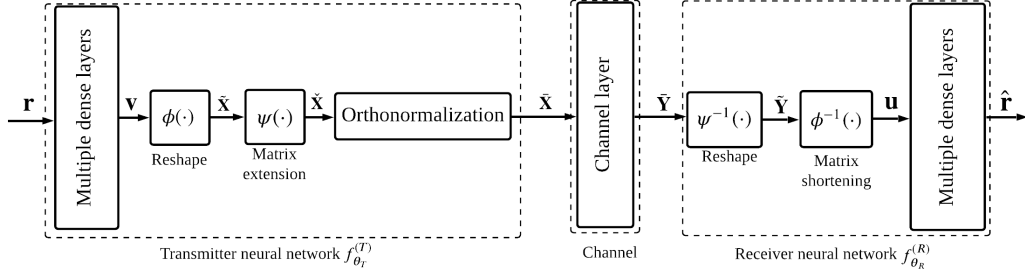 r
Multiple dense layers
v
ϕ(·)
Reshape
X̃
ψ(·)
Matrix
extension
X̌
Orthonormalization
X̄
Channel layer
Ȳ
ψ⁻¹(·)
Reshape
Ỹ
ϕ⁻¹(·)
Matrix
shortening
u
Multiple dense layers
r̂
Transmitter neural network f_{θ_T}^{(T)}
Channel
Receiver neural network f_{θ_R}^{(R)}